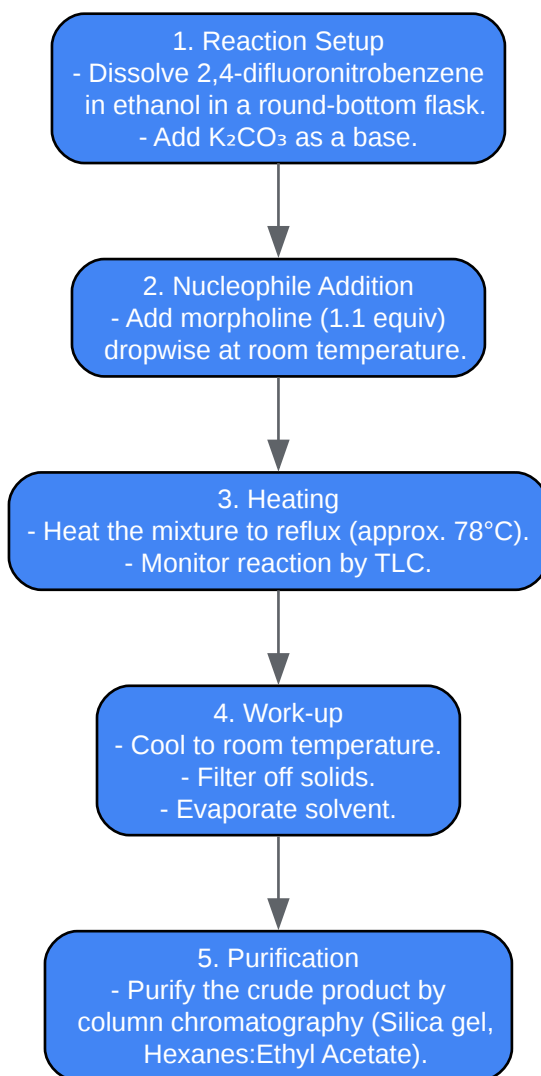 1. Reaction Setup
- Dissolve 2,4-difluoronitrobenzene
in ethanol in a round-bottom flask.
- Add K₂CO₃ as a base.
2. Nucleophile Addition
- Add morpholine (1.1 equiv)
dropwise at room temperature.
3. Heating
- Heat the mixture to reflux (approx. 78°C).
- Monitor reaction by TLC.
4. Work-up
- Cool to room temperature.
- Filter off solids.
- Evaporate solvent.
5. Purification
- Purify the crude product by
column chromatography (Silica gel,
Hexanes:Ethyl Acetate).